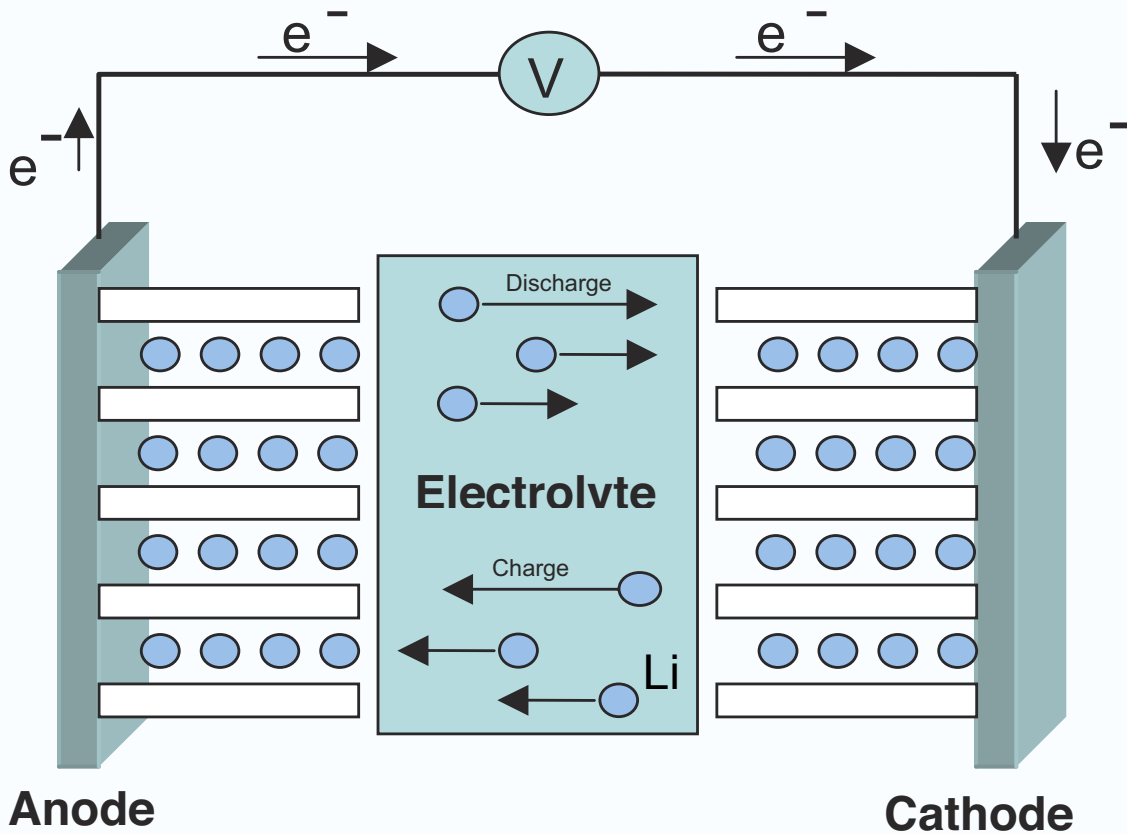 e-
e-
V
e-
e-
Discharge
Electrolvte
Charge
Li
Anode
Cathode